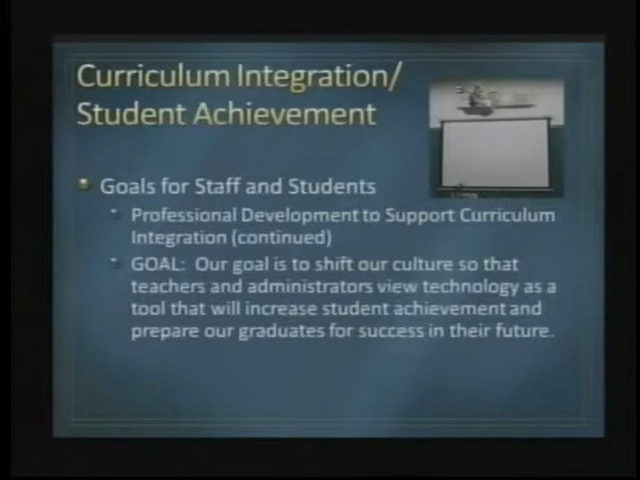 Curriculum Integration/
Student Achievement
Goals for Staff and Students
Professional Development to Support Curriculum
Integration (continued)
GOAL: Our goal is to shift our culture so that
teachers and administrators view technology as a
tool that will increase student achievement and
prepare our graduates for success in their future.